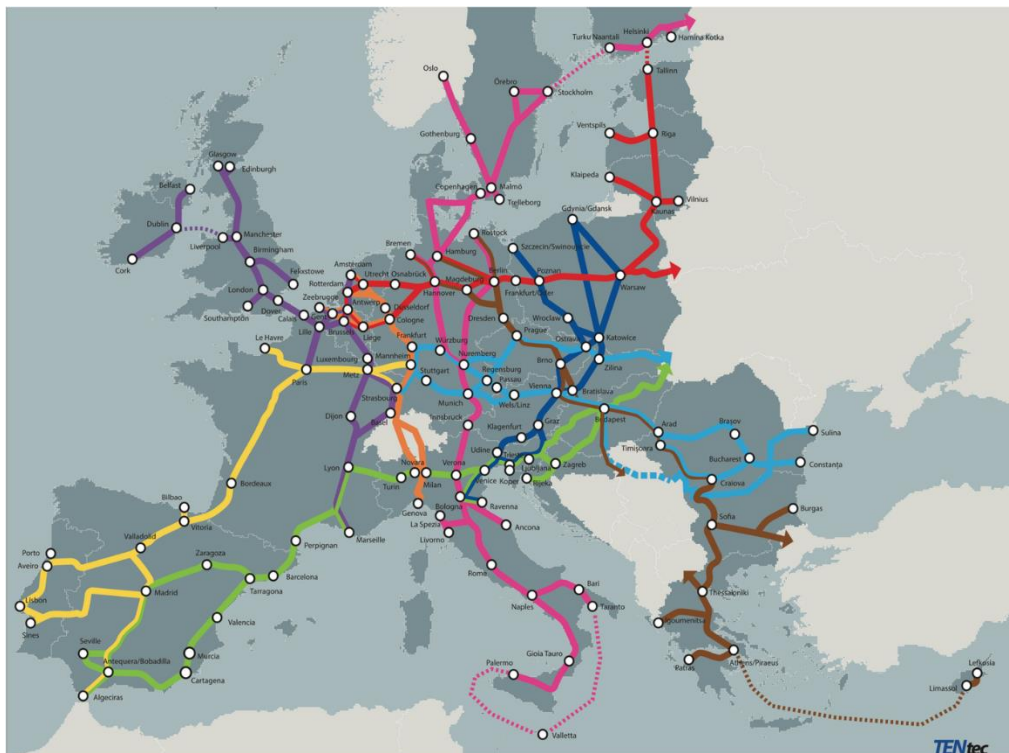 Oslo
Örebro
Stockholm
Turku/Naantali
Helsinki
Hamina Kotka
Tallinn
Gothenburg
Ventspils
Riga
Glasgow
Edinburgh
Belfast
Copenhagen
Malmö
Trelleborg
Klaipeda
Vilnius
Kaunas
Gdynia/Gdansk
Dublin
Manchester
Liverpool
Cork
Birmingham
Felixstowe
Bremen
Hamburg
Rostock
Szczecin/Swinoujscie
Amsterdam
Utrecht
Osnabrück
Magdeburg
Berlin
Poznan
Warsaw
London
Rotterdam
Hannover
Frankfurt/Oder
Zeebrugge
Antwerp
Düsseldorf
Southampton
Dover
Calais
Gent
Cologne
Dresden
Wroclaw
Katowice
Lille
Brussels
Liège
Frankfurt
Prague
Ostrava
Le Havre
Luxembourg
Mannheim
Würzburg
Nuremberg
Brno
Zilina
Paris
Metz
Stuttgart
Regensburg
Passau
Vienna
Bratislava
Strasbourg
Munich
Wels/Linz
Dijon
Basel
Innsbruck
Klagenfurt
Graz
Budapest
Arad
Brașov
Sulina
Udine
Timișoara
Lyon
Novara
Verona
Trieste
Ljubljana
Zagreb
Bucharest
Constanța
Turin
Milan
Venice
Koper
Rijeka
Craiova
Bordeaux
Genova
Bologna
Ravenna
Bilbao
La Spezia
Ancona
Sofia
Burgas
Vitoria
Marseille
Livorno
Porto
Valladolid
Zaragoza
Perpignan
Aveiro
Roma
Barcelona
Bari
Madrid
Tarragona
Naples
Taranto
Thessaloniki
Lisbon
Sines
Valencia
Igoumenitsa
Seville
Murcia
Gioia Tauro
Antequera/Bobadilla
Cartagena
Palermo
Patras
Athens/Piraeus
Lefkosia
Limassol
Algeciras
Valletta
TENtec